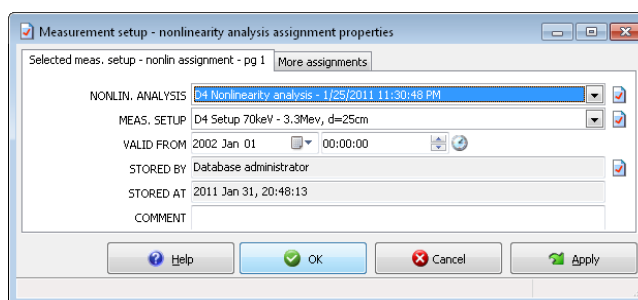 Measurement setup - nonlinearity analysis assignment properties
Selected meas. setup - nonlin assignment - pg 1 More assignments
NONLIN. ANALYSIS D4 Nonlinearity analysis - 1/25/2011 11:30:48 PM
MEAS. SETUP D4 Setup 70keV - 3.3Mev, d=25cm
VALID FROM 2002 Jan 01 00:00:00
STORED BY Database administrator
STORED AT 2011 Jan 31, 20:48:13
COMMENT
Help OK Cancel Apply